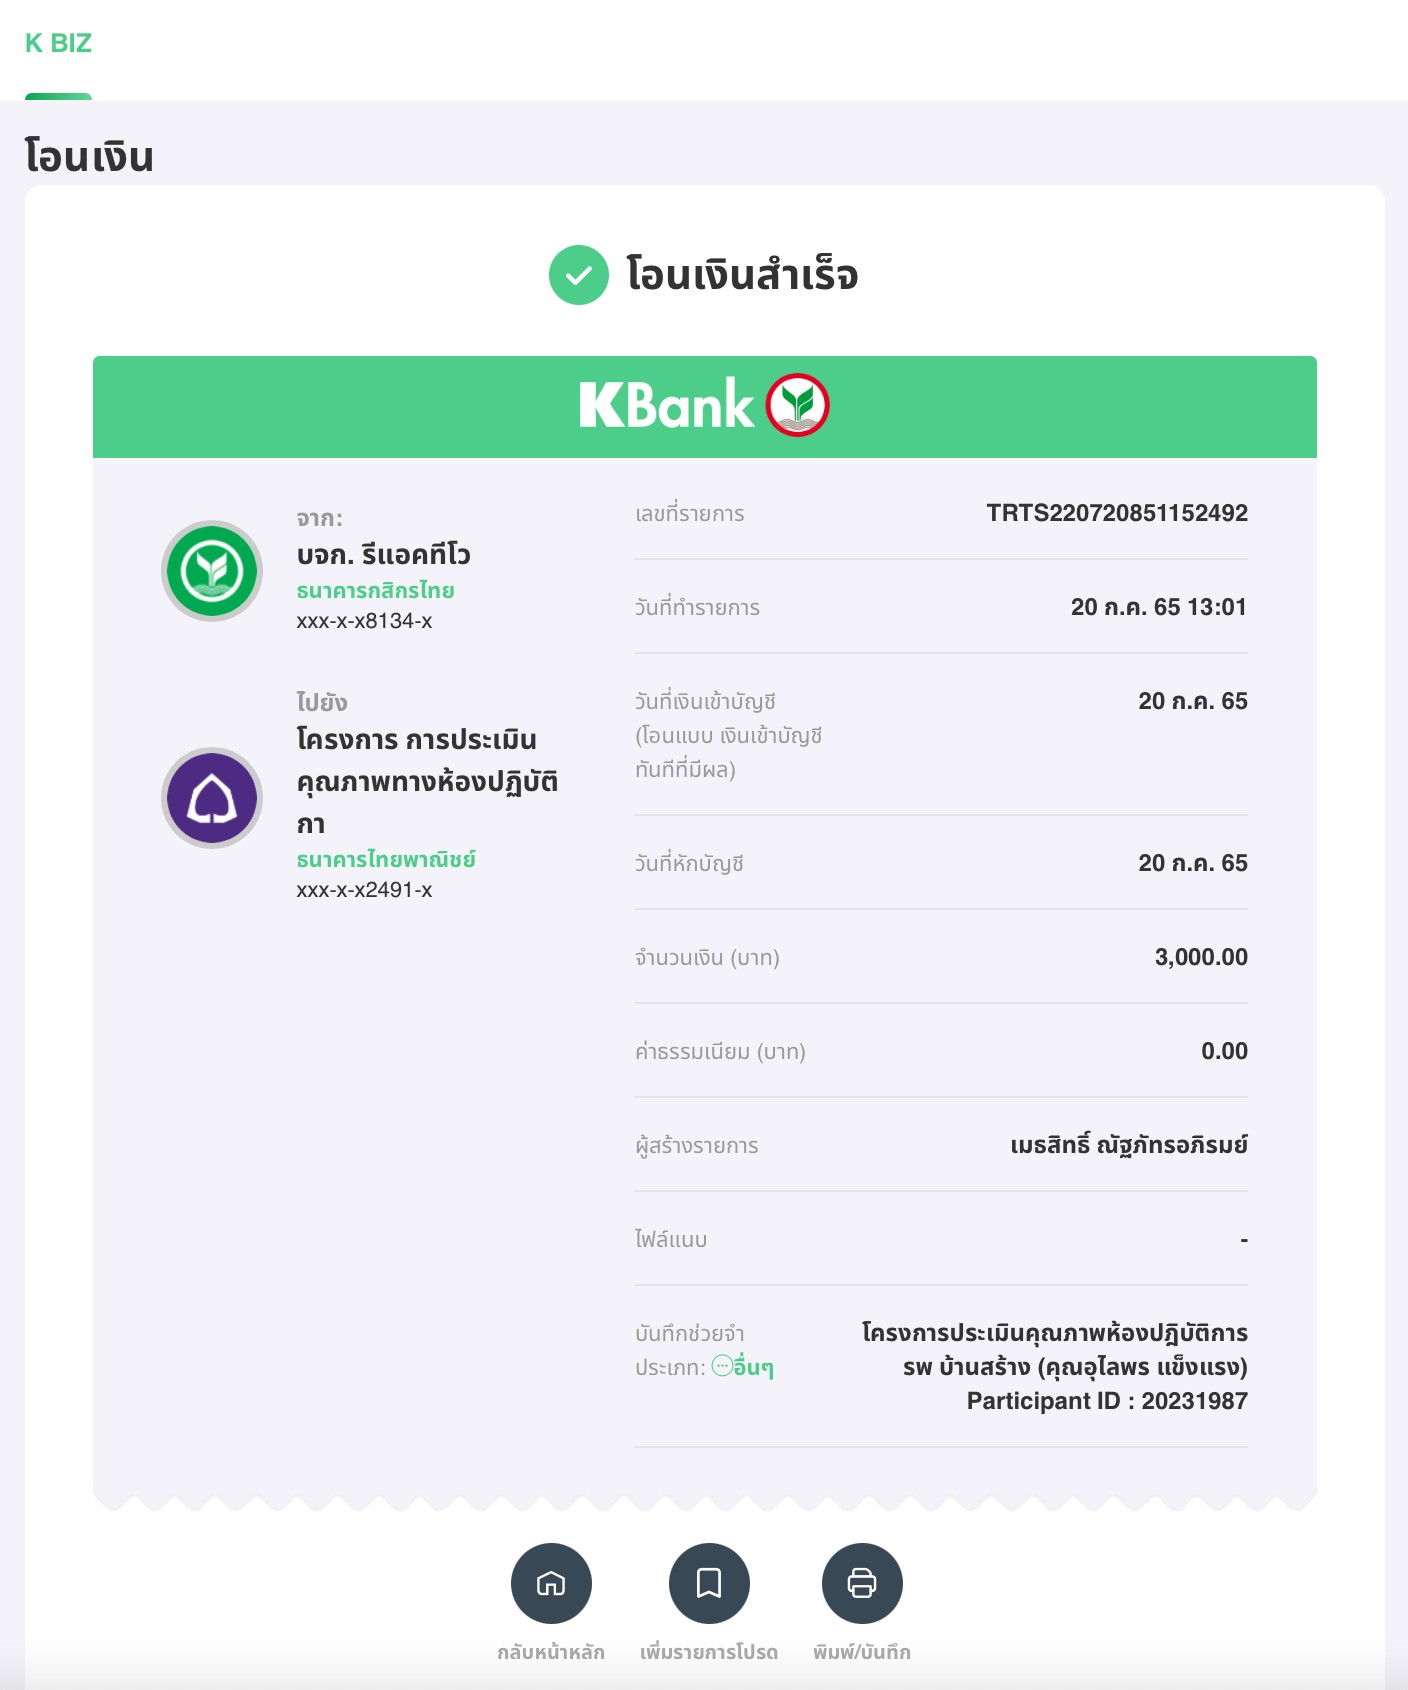 K BIZ
โอนเงิน
โอนเงินสำเร็จ
KBank
จาก:
บจก. รีแอคทีโว
ธนาคารกสิกรไทย
xxx-x-x8134-x
ไปยัง
โครงการ การประเมิน
คุณภาพทางห้องปฏิบัติ
กา
ธนาคารไทยพาณิชย์
xxx-x-x2491-x
เลขที่รายการ TRTS220720851152492
วันที่ทำรายการ 20 ก.ค. 65 13:01
วันที่เงินเข้าบัญชี 20 ก.ค. 65
(โอนแบบ เงินเข้าบัญชี
ทันทีที่มีผล)
วันที่หักบัญชี 20 ก.ค. 65
จำนวนเงิน (บาท) 3,000.00
ค่าธรรมเนียม (บาท) 0.00
ผู้สร้างรายการ เมธสิทธิ์ ณัฐภัทรอภิรมย์
ไฟล์แนบ -
บันทึกช่วยจำ โครงการประเมินคุณภาพห้องปฎิบัติการ
ประเภท: อื่นๆ รพ บ้านสร้าง (คุณอุไลพร แข็งแรง)
Participant ID : 20231987
กลับหน้าหลัก เพิ่มรายการโปรด พิมพ์/บันทึก